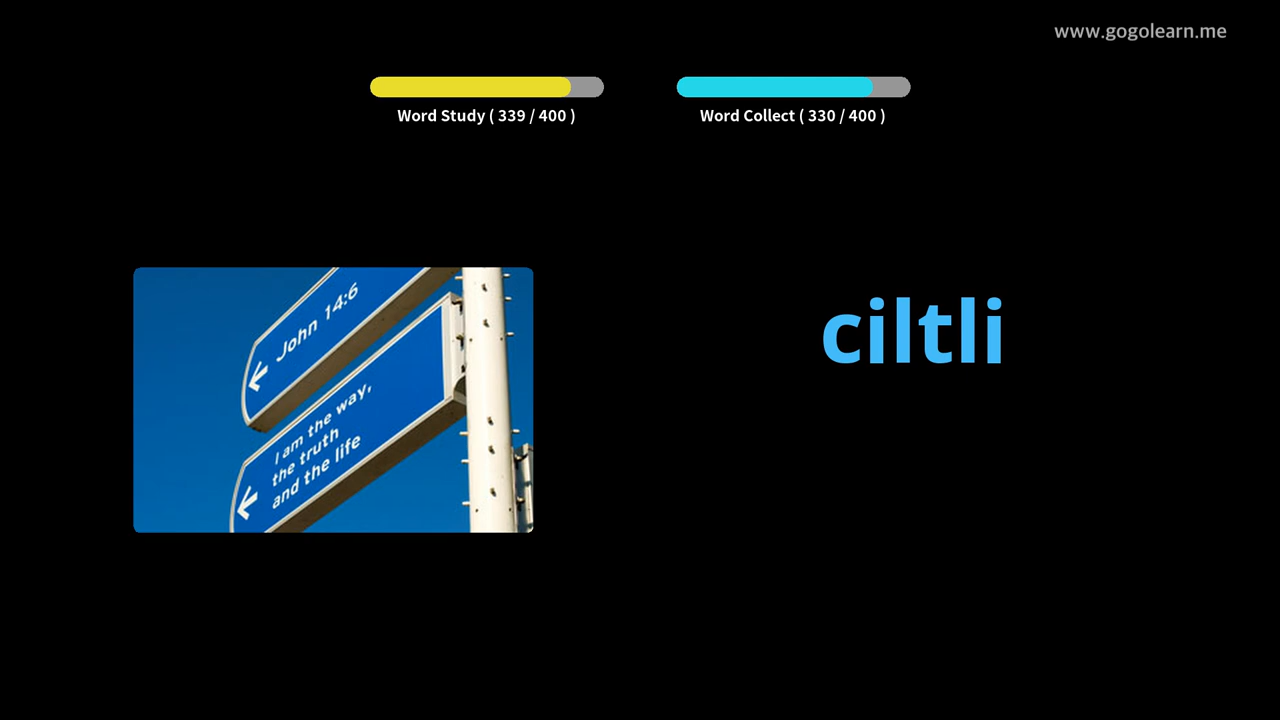 www.gogolearn.me
Word Study ( 339 / 400 )
Word Collect ( 330 / 400 )
John 14:6
I am the way,
the truth
and the life
ciltli